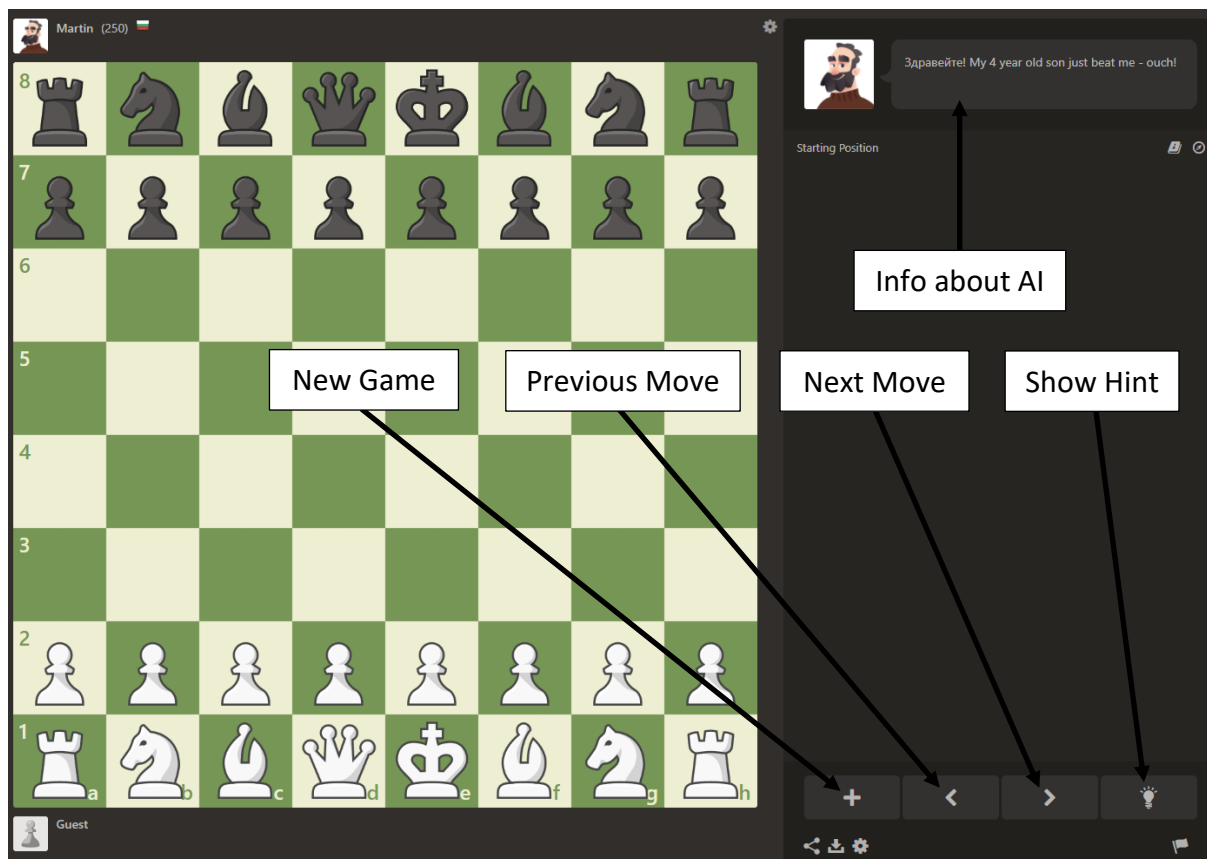 Martin (250)
Здравейте! My 4 year old son just beat me - ouch!
Starting Position
Info about AI
New Game
Previous Move
Next Move
Show Hint
8
7
6
5
4
3
2
1
a b c d e f g h
Guest